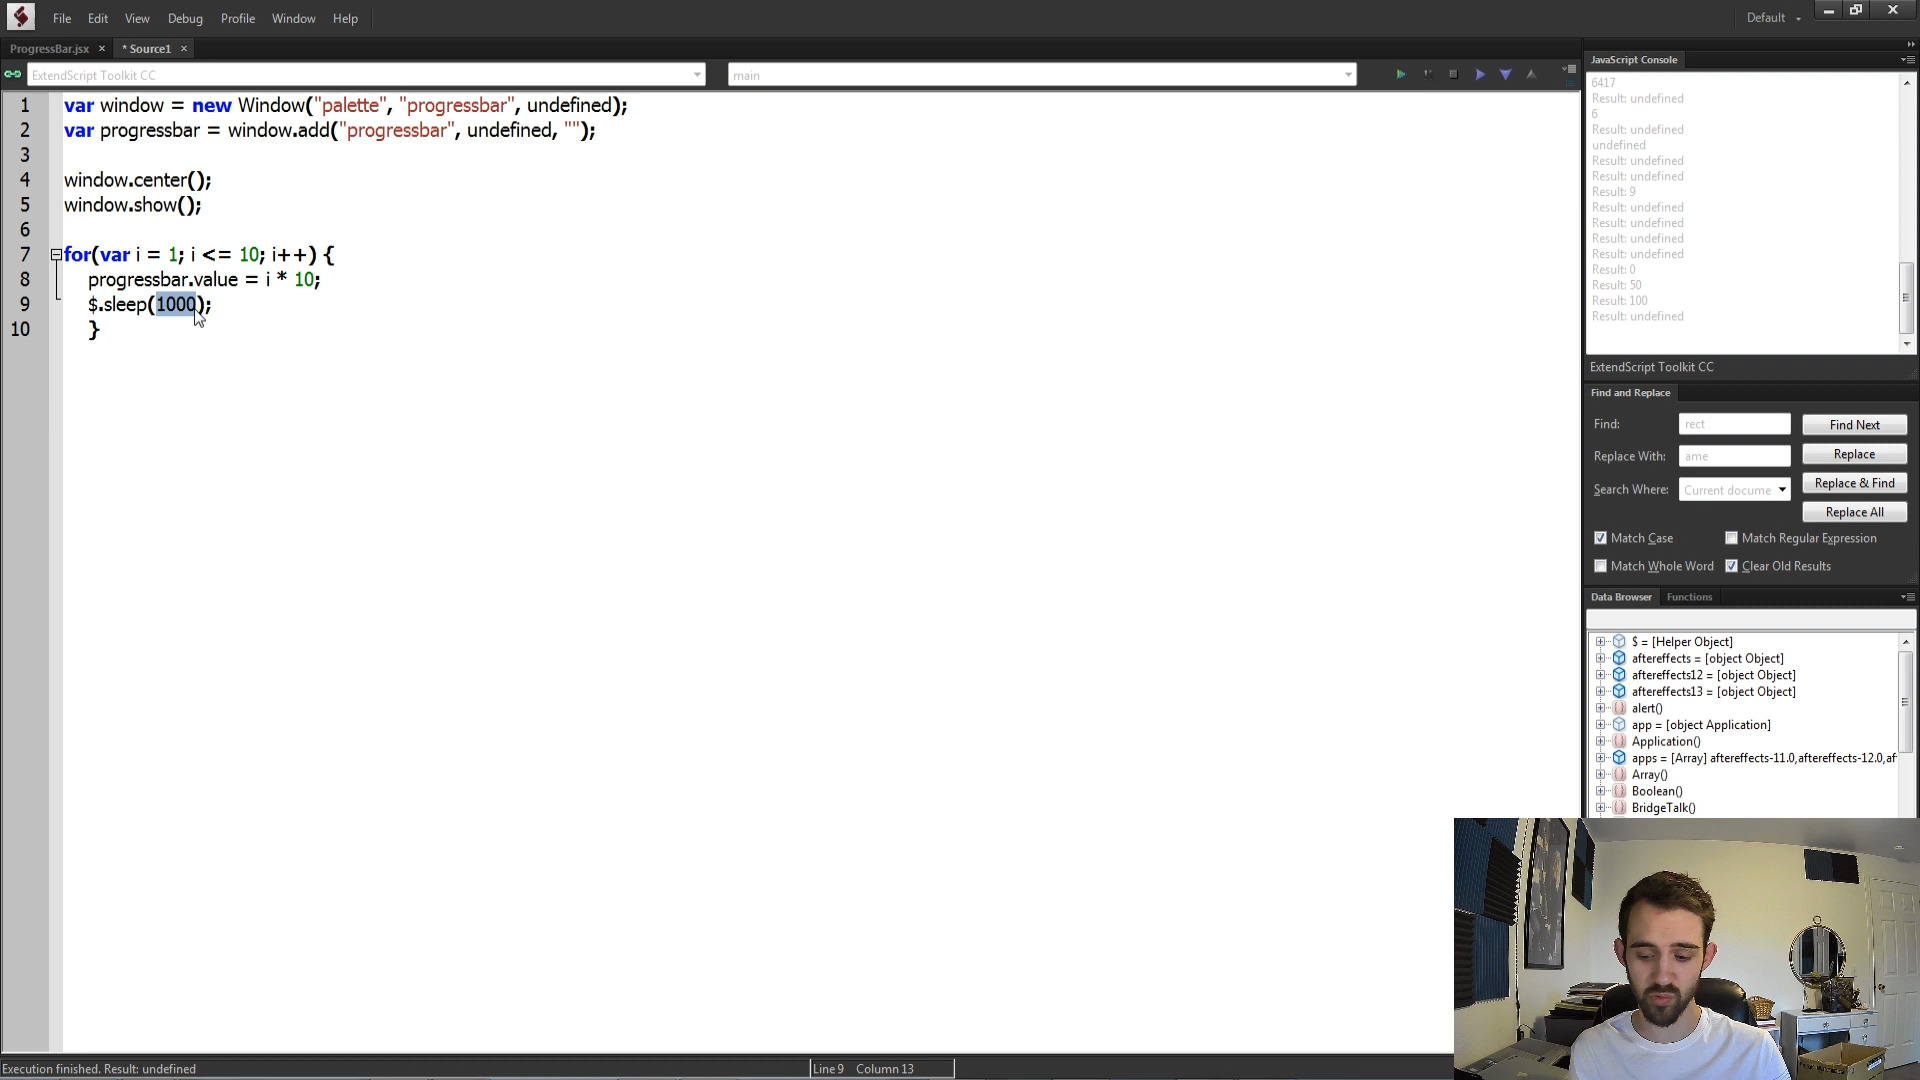 File Edit View Debug Profile Window Help
Default
ProgressBar.jsx × * Source1 ×
JavaScript Console
ExtendScript Toolkit CC
main
1 var window = new Window("palette", "progressbar", undefined);
2 var progressbar = window.add("progressbar", undefined, "");
3
4 window.center();
5 window.show();
6
7 for(var i = 1; i <= 10; i++) {
8 progressbar.value = i * 10;
9 $.sleep(1000);
10 }
6417
Result: undefined
6
Result: undefined
undefined
Result: undefined
Result: undefined
Result: 9
Result: undefined
Result: undefined
Result: undefined
Result: undefined
Result: 0
Result: 50
Result: 100
Result: undefined
ExtendScript Toolkit CC
Find and Replace
Find: rect Find Next
Replace With: ame Replace
Search Where: Current docume Replace & Find
Replace All
Match Case Match Regular Expression
Match Whole Word Clear Old Results
Data Browser Functions
$ = [Helper Object]
aftereffects = [object Object]
aftereffects12 = [object Object]
aftereffects13 = [object Object]
alert()
app = [object Application]
Application()
apps = [Array] aftereffects-11.0,aftereffects-12.0,af
Array()
Boolean()
BridgeTalk()
Execution finished. Result: undefined
Line 9 Column 13